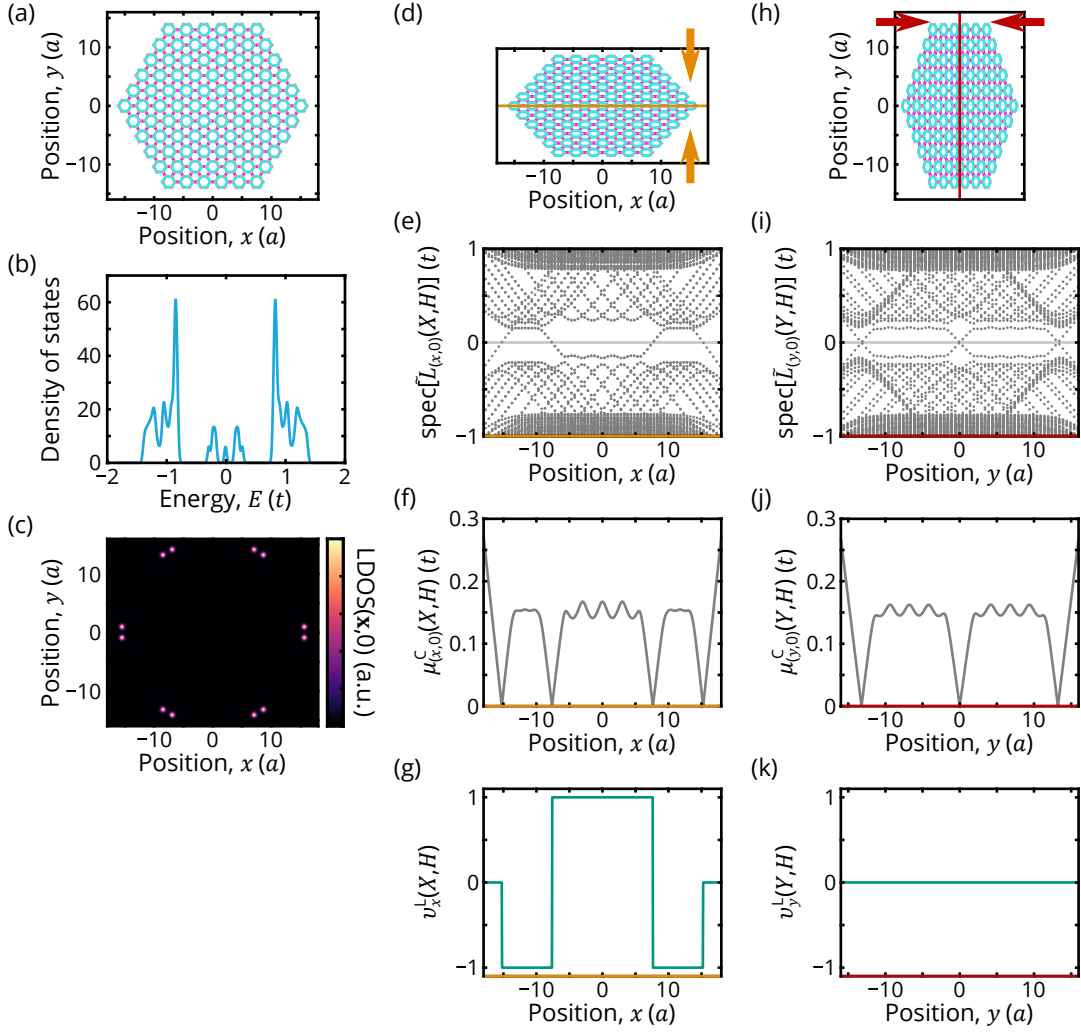 (a)
10
0
−10
Position, y (a)
−10 0 10
Position, x (a)
(b)
60
40
20
0
Density of states
−2 −1 0 1 2
Energy, E (t)
(c)
10
0
−10
Position, y (a)
−10 0 10
Position, x (a)
LDOS(x,0) (a.u.)
(d)
−10 0 10
Position, x (a)
(e)
1
0
−1
spec[L̃(x,0)(X,H)] (t)
−10 0 10
Position, x (a)
(f)
0.3
0.2
0.1
0
μC(x,0)(X,H) (t)
−10 0 10
Position, x (a)
(g)
1
0
−1
νLx(X,H)
−10 0 10
Position, x (a)
(h)
10
0
−10
Position, y (a)
(i)
1
0
−1
spec[L̃(y,0)(Y,H)] (t)
−10 0 10
Position, y (a)
(j)
0.3
0.2
0.1
0
μC(y,0)(Y,H) (t)
−10 0 10
Position, y (a)
(k)
1
0
−1
νLy(Y,H)
−10 0 10
Position, y (a)